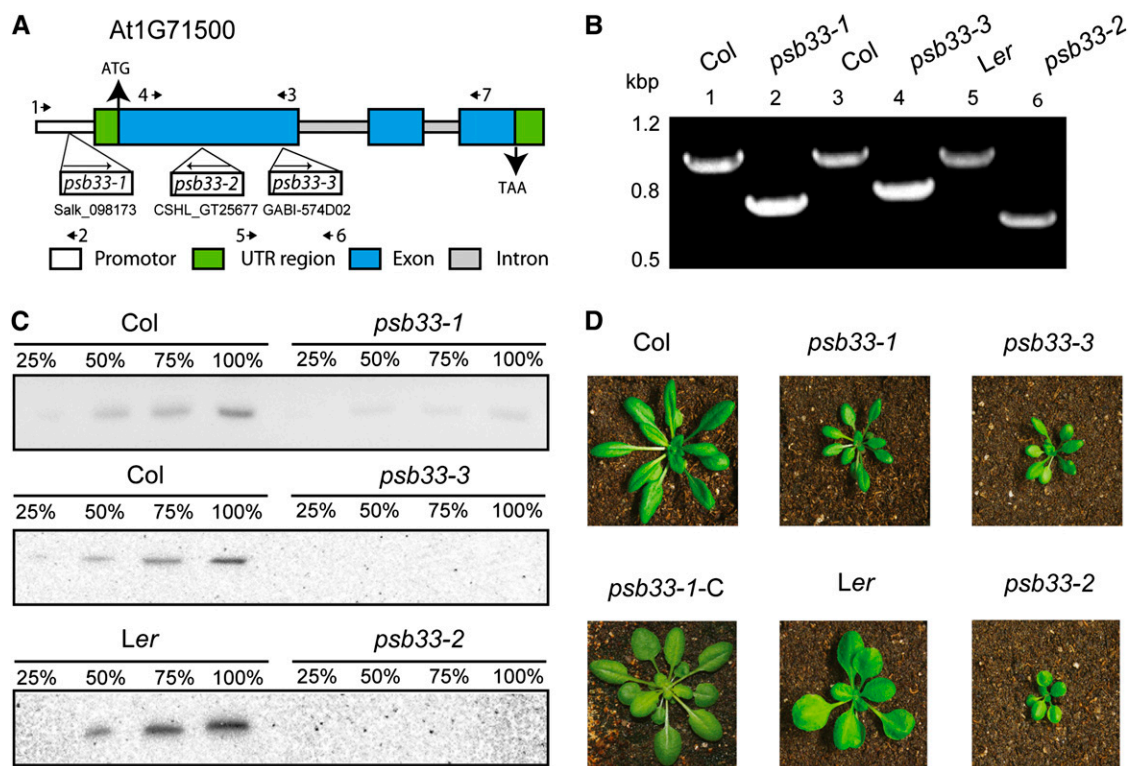 A
At1G71500
ATG
1
4
3
7
psb33-1
psb33-2
psb33-3
TAA
Salk_098173
CSHL_GT25677
GABI-574D02
2
5
6
Promotor
UTR region
Exon
Intron
B
Col
psb33-1
Col
psb33-3
Ler
psb33-2
kbp
1 2 3 4 5 6
1.2
0.8
0.5
C
Col
psb33-1
25% 50% 75% 100% 25% 50% 75% 100%
Col
psb33-3
25% 50% 75% 100% 25% 50% 75% 100%
Ler
psb33-2
25% 50% 75% 100% 25% 50% 75% 100%
D
Col
psb33-1
psb33-3
psb33-1-C
Ler
psb33-2